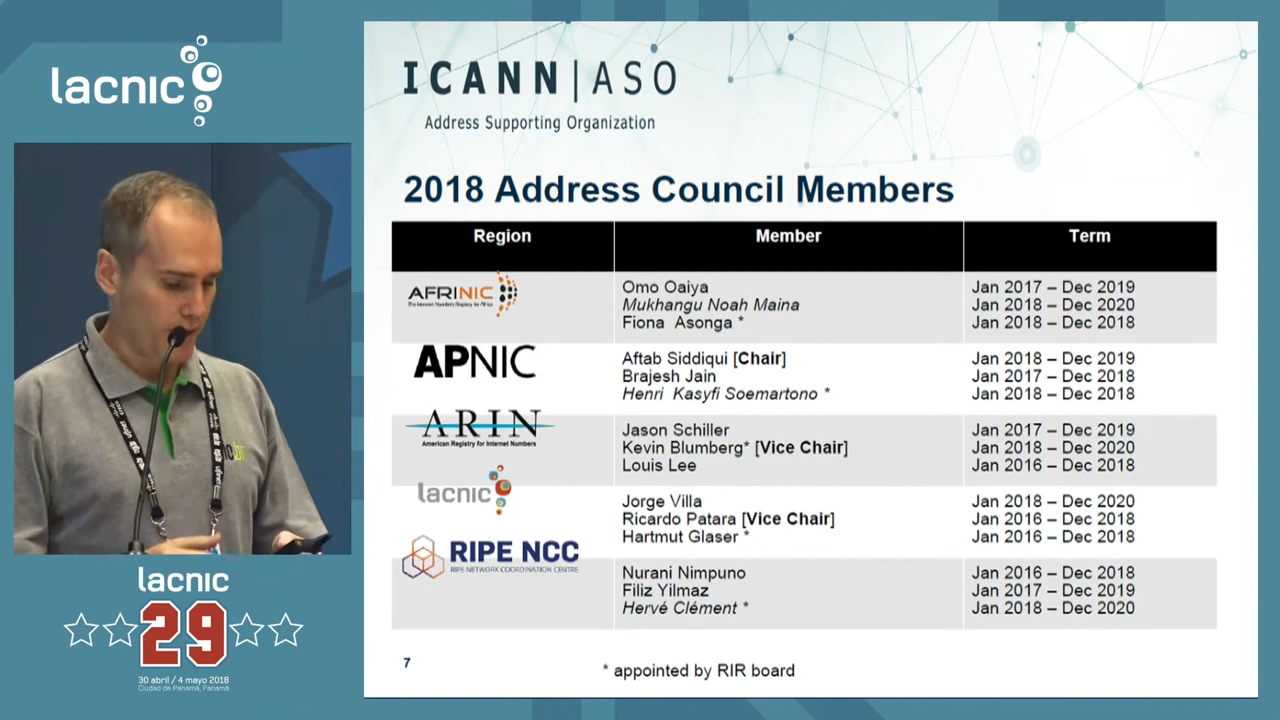 lacnic
ICANN|ASO
Address Supporting Organization
2018 Address Council Members
Region Member Term
AFRINIC
The Internet Numbers Registry for Africa
Omo Oaiya Jan 2017 – Dec 2019
Mukhangu Noah Maina Jan 2018 – Dec 2020
Fiona Asonga * Jan 2018 – Dec 2018
APNIC
Aftab Siddiqui [Chair] Jan 2018 – Dec 2019
Brajesh Jain Jan 2017 – Dec 2018
Henri Kasyfi Soemartono * Jan 2018 – Dec 2018
ARIN
American Registry for Internet Numbers
Jason Schiller Jan 2017 – Dec 2019
Kevin Blumberg* [Vice Chair] Jan 2018 – Dec 2020
Louis Lee Jan 2016 – Dec 2018
lacnic
Jorge Villa Jan 2018 – Dec 2020
Ricardo Patara [Vice Chair] Jan 2016 – Dec 2018
Hartmut Glaser * Jan 2016 – Dec 2018
RIPE NCC
RIPE NETWORK COORDINATION CENTRE
Nurani Nimpuno Jan 2016 – Dec 2018
Filiz Yilmaz Jan 2017 – Dec 2019
Hervé Clément * Jan 2018 – Dec 2020
7
* appointed by RIR board
lacnic
29
30 abril / 4 mayo 2018
Ciudad de Panamá, Panamá